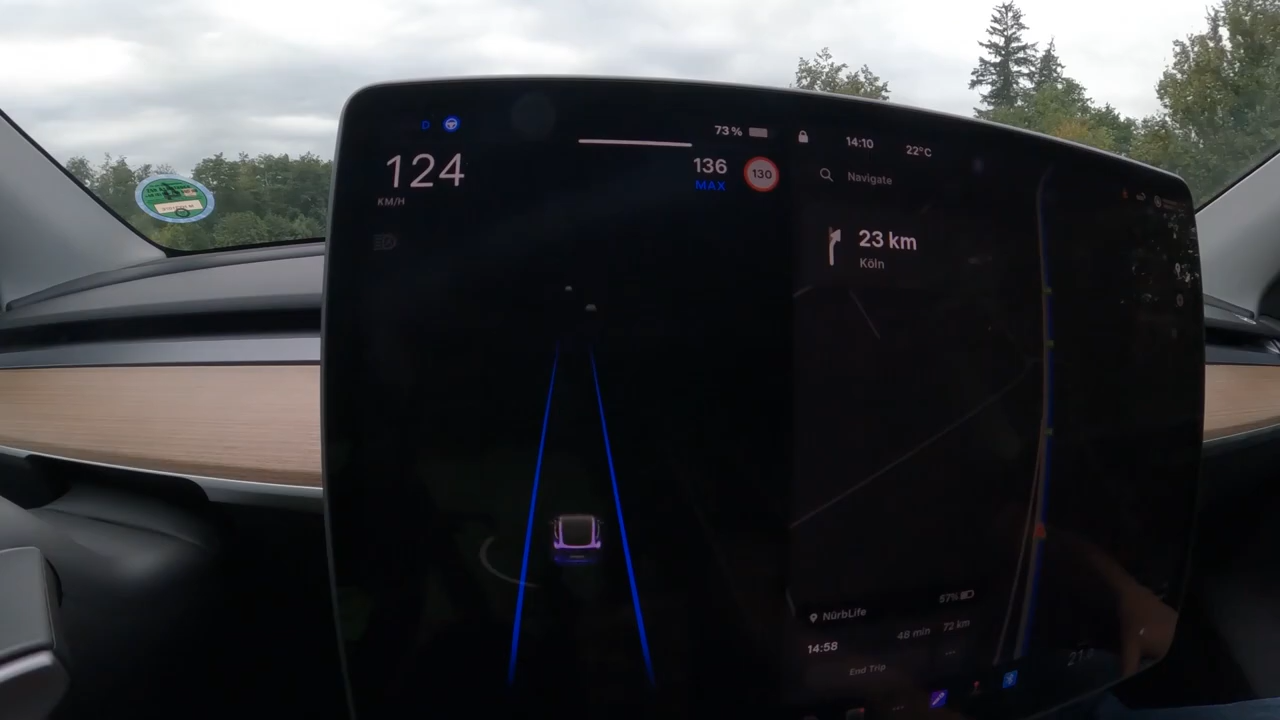 D
73 %
14:10
22°C
124
KM/H
136
MAX
130
Navigate
23 km
Köln
57%
NürbLife
14:58
48 min
72 km
End Trip